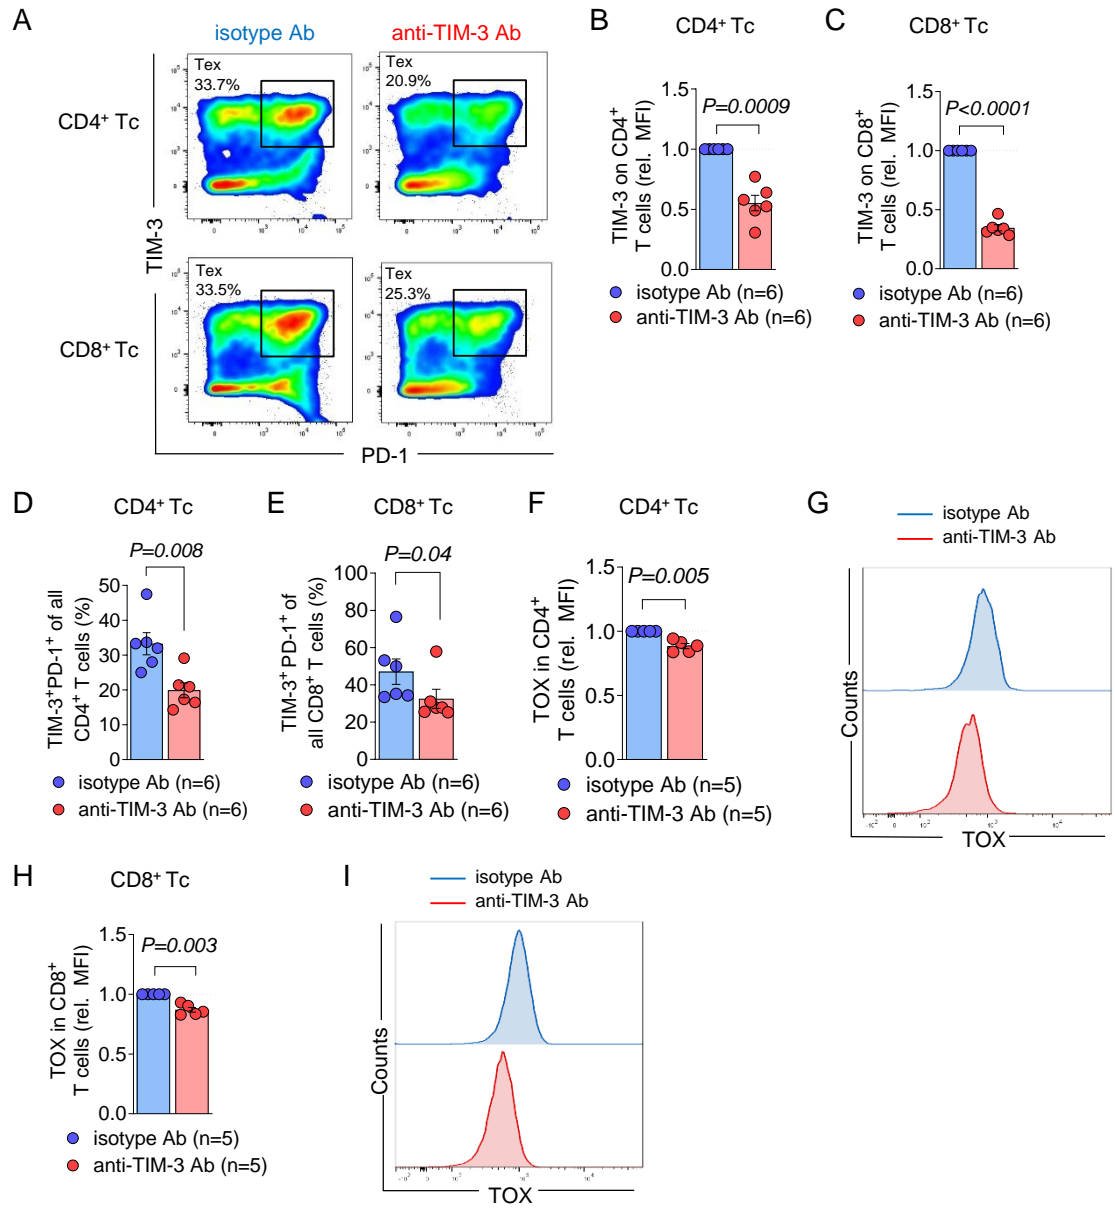 A
isotype Ab
anti-TIM-3 Ab
CD4+ Tc
Tex
33.7%
Tex
20.9%
CD8+ Tc
Tex
33.5%
Tex
25.3%
TIM-3
PD-1
B
CD4+ Tc
TIM-3 on CD4+
T cells (rel. MFI)
1.5
1.0
0.5
0.0
P=0.0009
isotype Ab (n=6)
anti-TIM-3 Ab (n=6)
C
CD8+ Tc
TIM-3 on CD8+
T cells (rel. MFI)
1.5
1.0
0.5
0.0
P<0.0001
isotype Ab (n=6)
anti-TIM-3 Ab (n=6)
D
CD4+ Tc
P=0.008
TIM-3+PD-1+ of all
CD4+ T cells (%)
50
40
30
20
10
0
isotype Ab (n=6)
anti-TIM-3 Ab (n=6)
E
CD8+ Tc
P=0.04
TIM-3+ PD-1+ of
all CD8+ T cells (%)
100
80
60
40
20
0
isotype Ab (n=6)
anti-TIM-3 Ab (n=6)
F
CD4+ Tc
P=0.005
TOX in CD4+
T cells (rel. MFI)
1.5
1.0
0.5
0.0
isotype Ab (n=5)
anti-TIM-3 Ab (n=5)
G
isotype Ab
anti-TIM-3 Ab
Counts
TOX
H
CD8+ Tc
P=0.003
TOX in CD8+
T cells (rel. MFI)
1.5
1.0
0.5
0.0
isotype Ab (n=5)
anti-TIM-3 Ab (n=5)
I
isotype Ab
anti-TIM-3 Ab
Counts
TOX